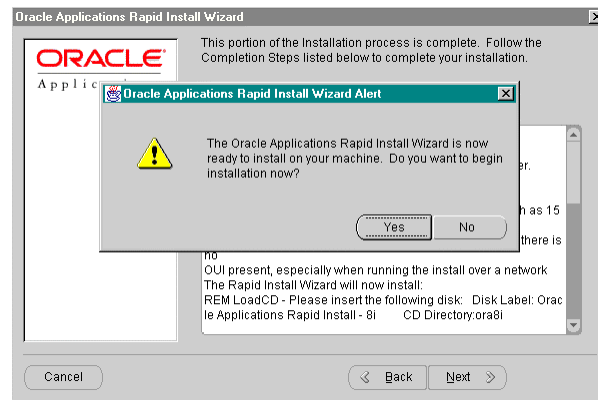 Oracle Applications Rapid Install Wizard
ORACLE®
This portion of the Installation process is complete. Follow the
Completion Steps listed below to complete your installation.
Oracle Applications Rapid Install Wizard Alert
The Oracle Applications Rapid Install Wizard is now
ready to install on your machine. Do you want to begin
installation now?
Yes
No
h as 15
there is
no
OUI present, especially when running the install over a network
The Rapid Install Wizard will now install:
REM LoadCD - Please insert the following disk: Disk Label: Orac
le Applications Rapid Install - 8i CD Directory:ora8i
Cancel
Back
Next